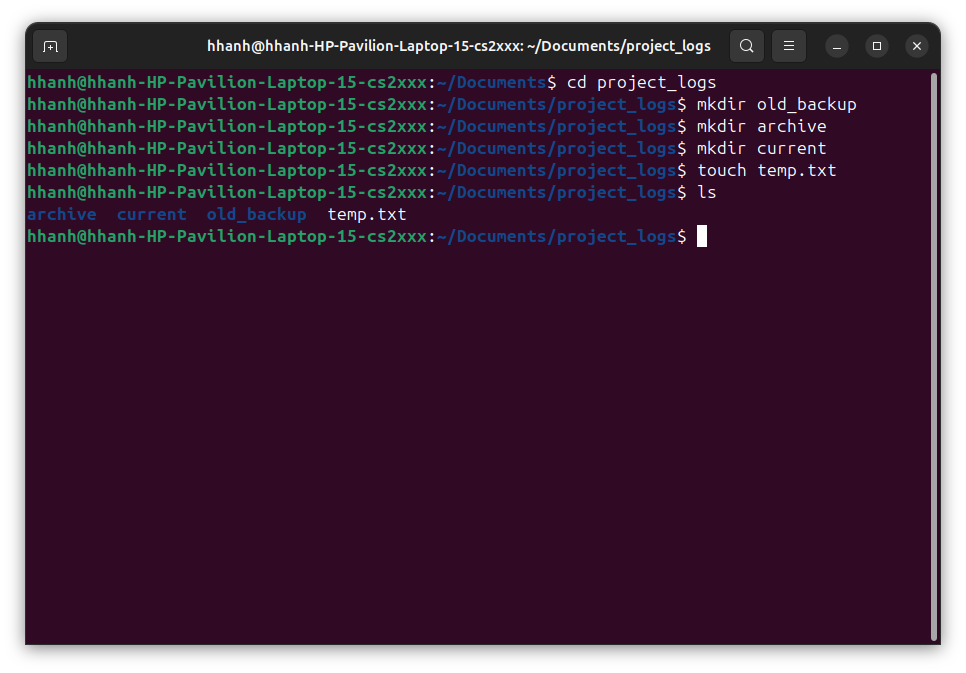 hhanh@hhanh-HP-Pavilion-Laptop-15-cs2xxx: ~/Documents/project_logs
hhanh@hhanh-HP-Pavilion-Laptop-15-cs2xxx:~/Documents$ cd project_logs
hhanh@hhanh-HP-Pavilion-Laptop-15-cs2xxx:~/Documents/project_logs$ mkdir old_backup
hhanh@hhanh-HP-Pavilion-Laptop-15-cs2xxx:~/Documents/project_logs$ mkdir archive
hhanh@hhanh-HP-Pavilion-Laptop-15-cs2xxx:~/Documents/project_logs$ mkdir current
hhanh@hhanh-HP-Pavilion-Laptop-15-cs2xxx:~/Documents/project_logs$ touch temp.txt
hhanh@hhanh-HP-Pavilion-Laptop-15-cs2xxx:~/Documents/project_logs$ ls
archive  current  old_backup  temp.txt
hhanh@hhanh-HP-Pavilion-Laptop-15-cs2xxx:~/Documents/project_logs$